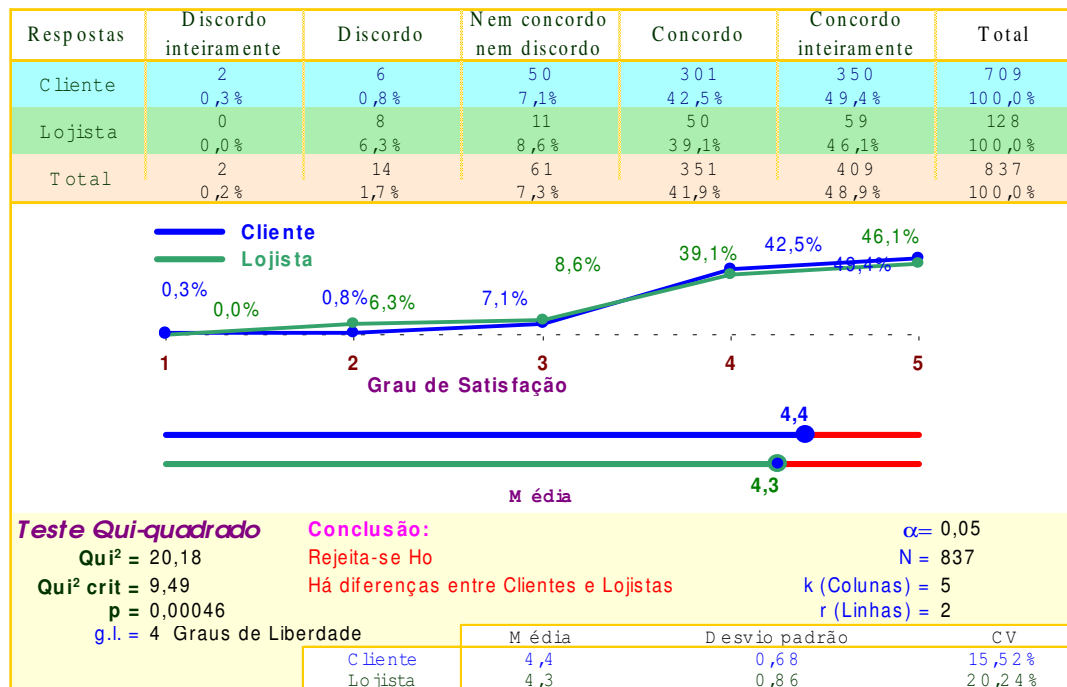 Respostas Discordo inteiramente Discordo Nem concordo nem discordo Concordo Concordo inteiramente Total
Cliente 2 6 50 301 350 709
0,3% 0,8% 7,1% 42,5% 49,4% 100,0%
Lojista 0 8 11 50 59 128
0,0% 6,3% 8,6% 39,1% 46,1% 100,0%
Total 2 14 61 351 409 837
0,2% 1,7% 7,3% 41,9% 48,9% 100,0%
Cliente
Lojista
0,3% 0,0% 0,8% 6,3% 7,1% 8,6% 39,1% 42,5% 49,4% 46,1%
1 2 3 4 5
Grau de Satisfação
4,4
4,3
Média
Teste Qui-quadrado Conclusão: α= 0,05
Qui² = 20,18 Rejeita-se Ho N = 837
Qui² crit = 9,49 Há diferenças entre Clientes e Lojistas k (Colunas) = 5
p = 0,00046 r (Linhas) = 2
g.l. = 4 Graus de Liberdade
Média Desvio padrão CV
Cliente 4,4 0,68 15,52%
Lojista 4,3 0,86 20,24%